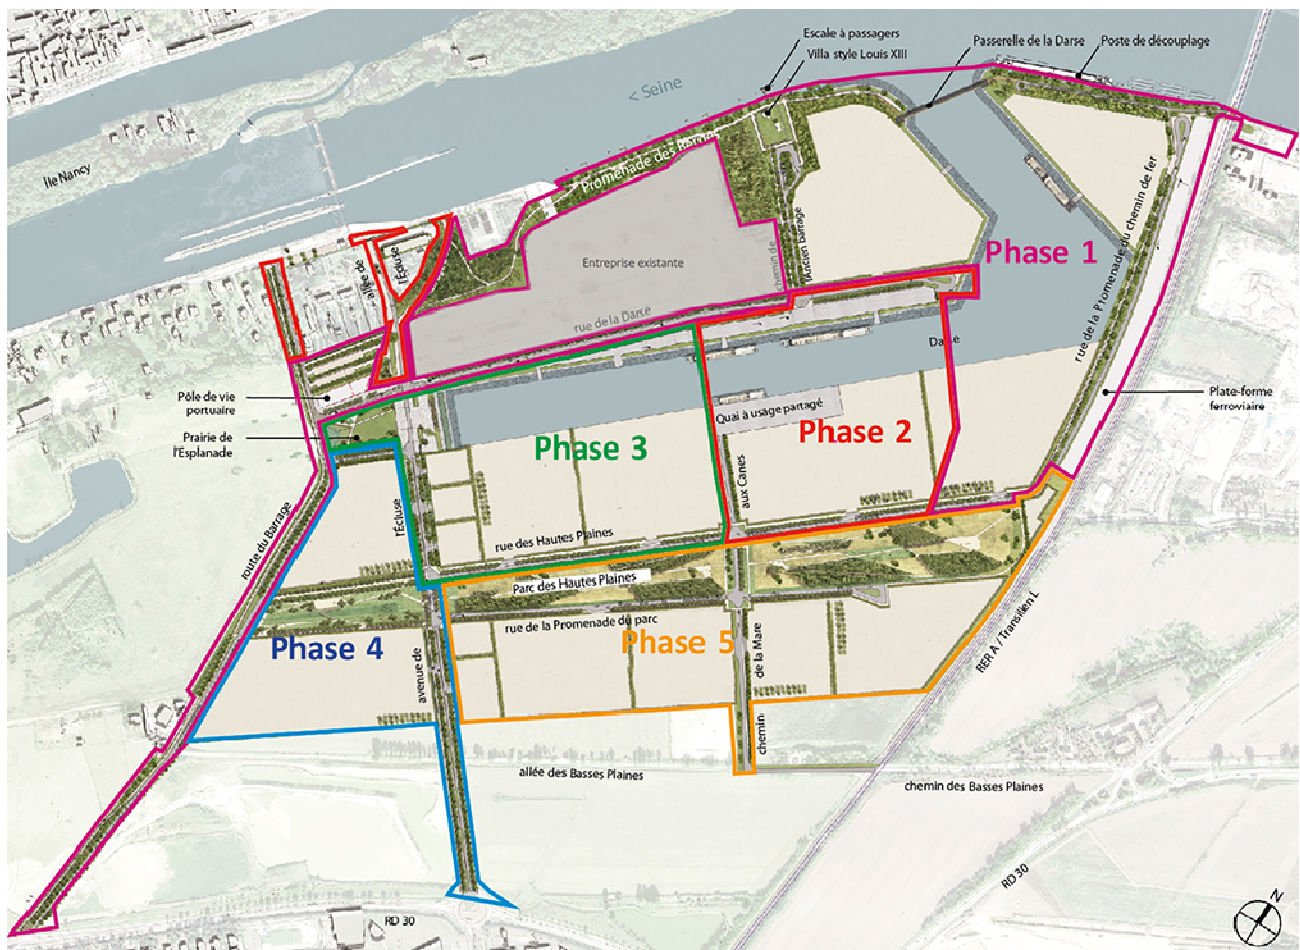 Escale à passagers
Villa style Louis XIII
Passerelle de la Darse
Poste de découplage
< Seine
Île Nancy
Promenade des
Entreprise existante
rue de la Darse
chemin de
l'Ancien barrage
allée de
l'Écluse
Phase 1
rue de la Promenade du chemin de fer
Darse
Pôle de vie
portuaire
Prairie de
l'Esplanade
Plate-forme
ferroviaire
Quai à usage partagé
Phase 2
Phase 3
aux Canes
route du Barrage
l'Écluse
rue des Hautes Plaines
Parc des Hautes Plaines
rue de la Promenade du parc
Phase 4
Phase 5
avenue de
de la Mare
chemin
RER A / Transilien L
allée des Basses Plaines
chemin des Basses Plaines
RD 30
RD 30
N